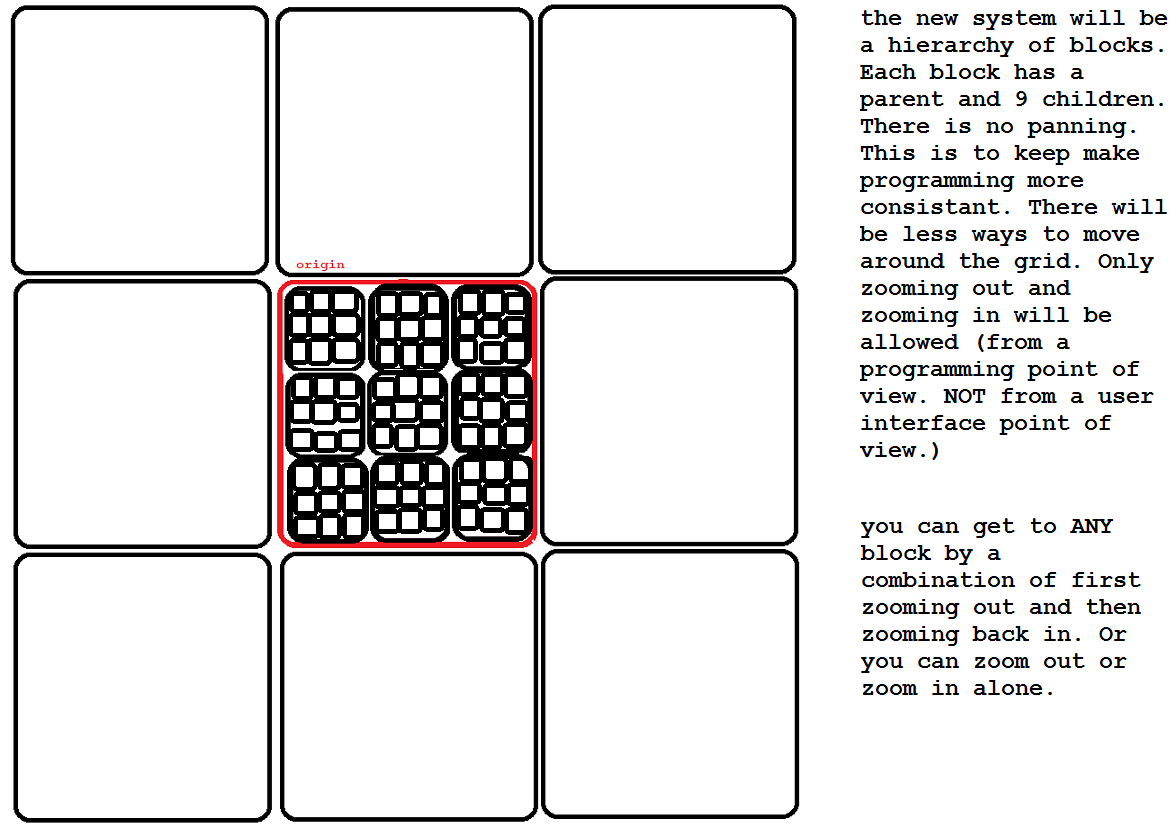 the new system will be
a hierarchy of blocks.
Each block has a
parent and 9 children.
There is no panning.
This is to keep make
programming more
consistant. There will
be less ways to move
around the grid. Only
zooming out and
zooming in will be
allowed (from a
programming point of
view. NOT from a user
interface point of
view.)
you can get to ANY
block by a
combination of first
zooming out and then
zooming back in. Or
you can zoom out or
zoom in alone.
origin